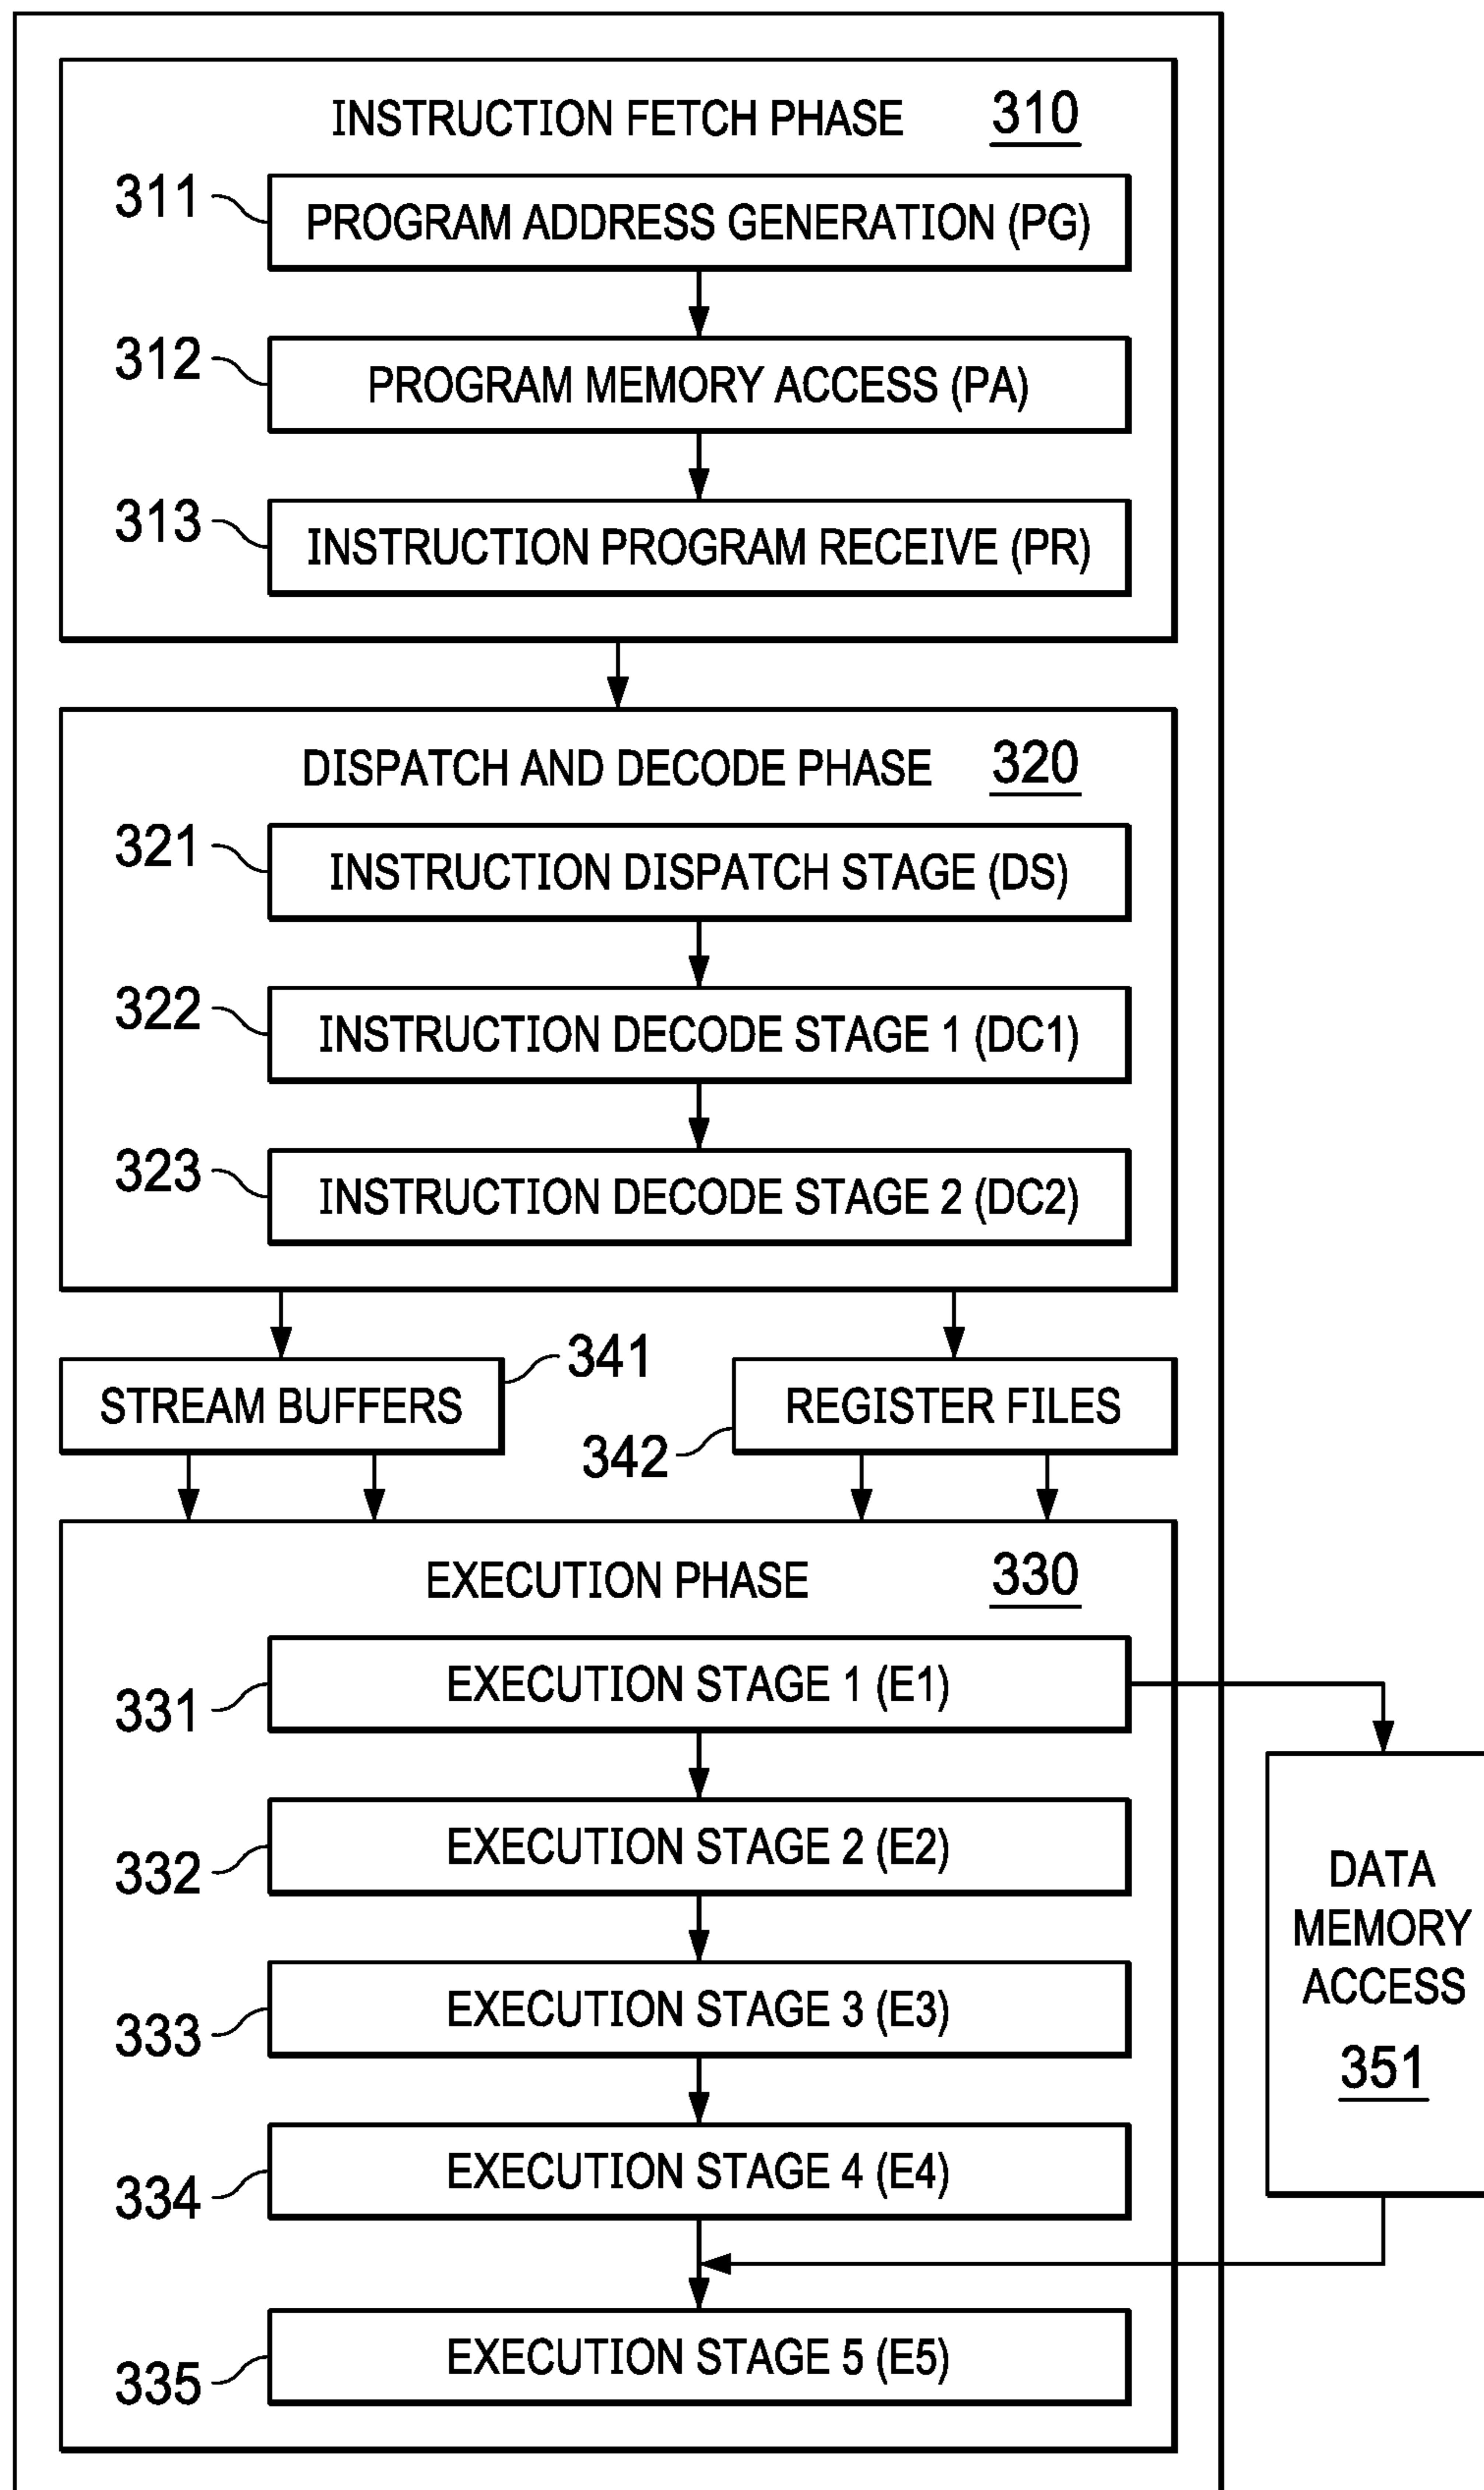 INSTRUCTION FETCH PHASE 310
311
PROGRAM ADDRESS GENERATION (PG)
312
PROGRAM MEMORY ACCESS (PA)
313
INSTRUCTION PROGRAM RECEIVE (PR)
DISPATCH AND DECODE PHASE 320
321
INSTRUCTION DISPATCH STAGE (DS)
322
INSTRUCTION DECODE STAGE 1 (DC1)
323
INSTRUCTION DECODE STAGE 2 (DC2)
341
STREAM BUFFERS
REGISTER FILES
342
EXECUTION PHASE 330
EXECUTION STAGE 1 (E1)
331
EXECUTION STAGE 2 (E2)
332
EXECUTION STAGE 3 (E3)
333
EXECUTION STAGE 4 (E4)
334
EXECUTION STAGE 5 (E5)
335
DATA
MEMORY
ACCESS
351